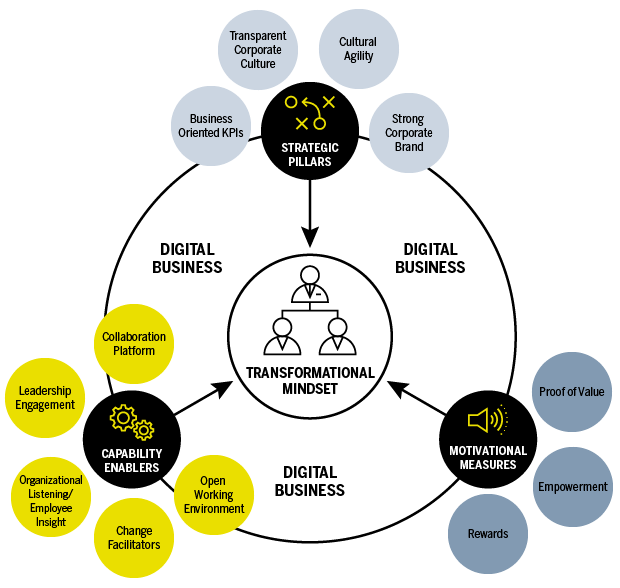 Transparent
Corporate
Culture
Cultural
Agility
Business
Oriented KPIs
Strong
Corporate
Brand
STRATEGIC
PILLARS
DIGITAL
BUSINESS
DIGITAL
BUSINESS
TRANSFORMATIONAL
MINDSET
Collaboration
Platform
Leadership
Engagement
CAPABILITY
ENABLERS
Organizational
Listening/
Employee
Insight
Change
Facilitators
Open
Working
Environment
DIGITAL
BUSINESS
MOTIVATIONAL
MEASURES
Proof of Value
Empowerment
Rewards